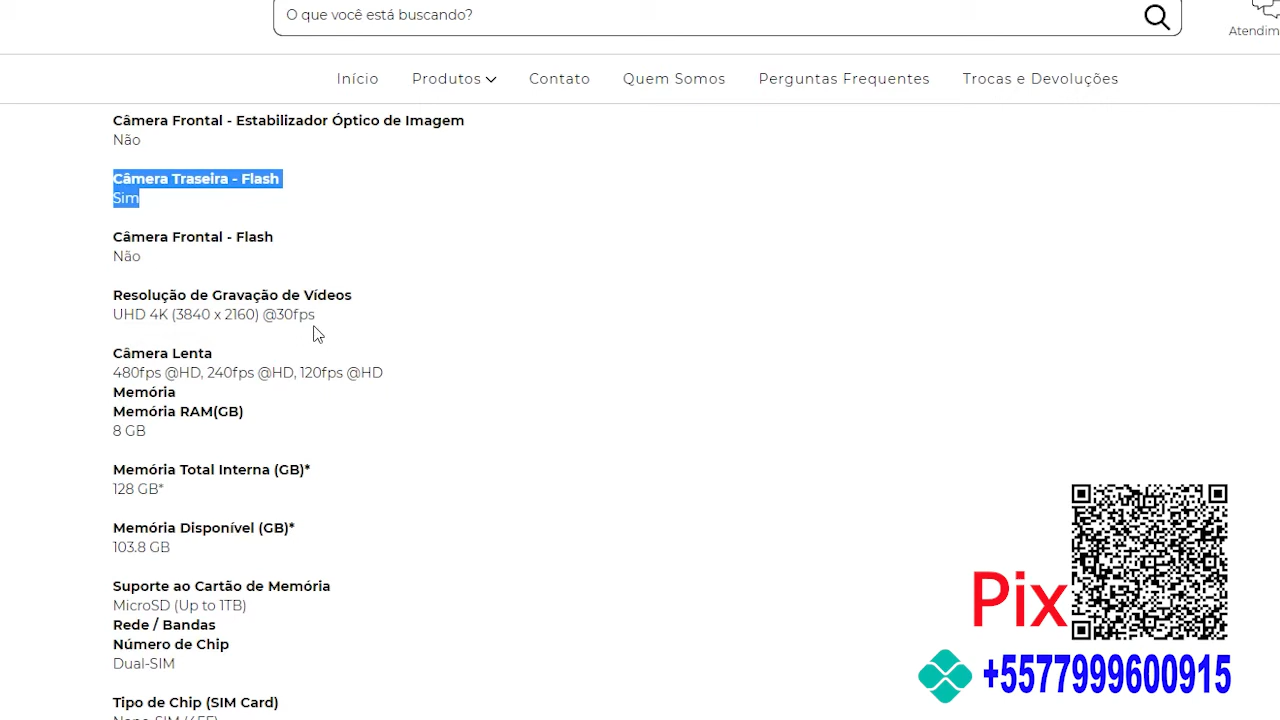 O que você está buscando?
Atendim
Início Produtos Contato Quem Somos Perguntas Frequentes Trocas e Devoluções
Câmera Frontal - Estabilizador Óptico de Imagem
Não
Câmera Traseira - Flash
Sim
Câmera Frontal - Flash
Não
Resolução de Gravação de Vídeos
UHD 4K (3840 x 2160) @30fps
Câmera Lenta
480fps @HD, 240fps @HD, 120fps @HD
Memória
Memória RAM(GB)
8 GB
Memória Total Interna (GB)*
128 GB*
Memória Disponível (GB)*
103.8 GB
Suporte ao Cartão de Memória
MicroSD (Up to 1TB)
Rede / Bandas
Número de Chip
Dual-SIM
Tipo de Chip (SIM Card)
Nano-SIM (4FF)
Pix
+5577999600915